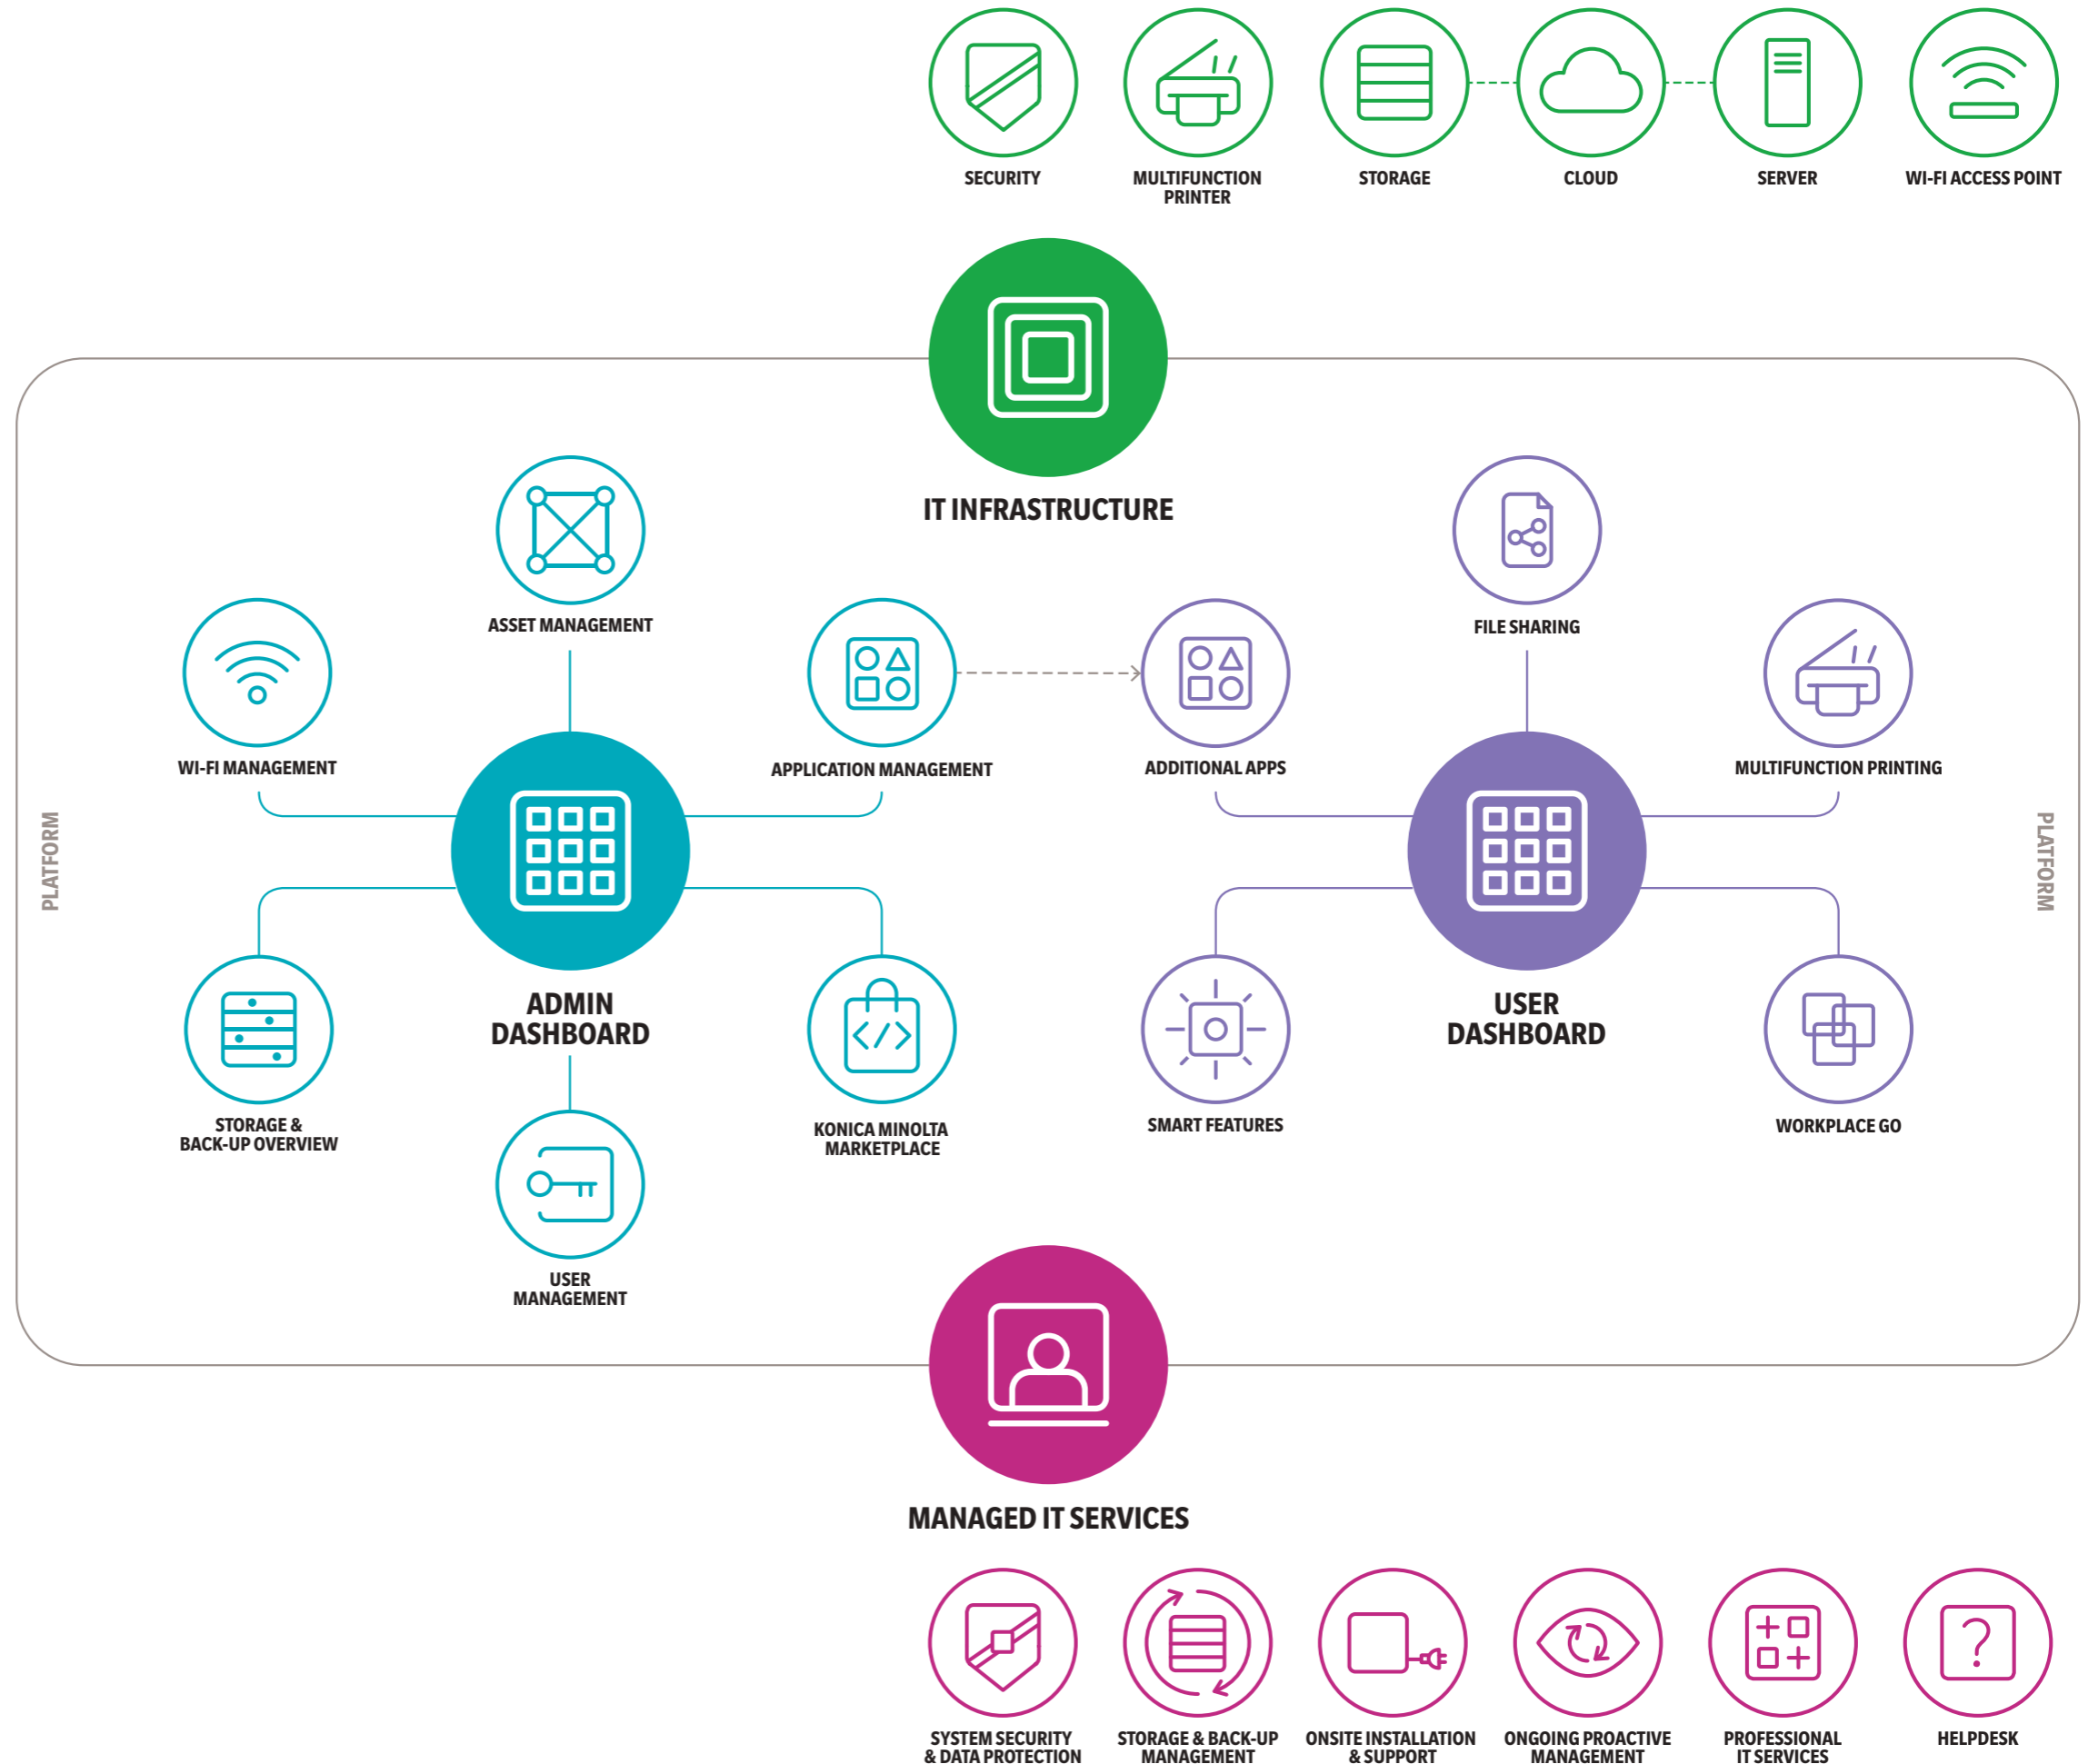 SECURITY
MULTIFUNCTION
PRINTER
STORAGE
CLOUD
SERVER
WI-FI ACCESS POINT
IT INFRASTRUCTURE
ASSET MANAGEMENT
FILE SHARING
WI-FI MANAGEMENT
APPLICATION MANAGEMENT
ADDITIONAL APPS
MULTIFUNCTION PRINTING
PLATFORM
PLATFORM
ADMIN
DASHBOARD
USER
DASHBOARD
STORAGE &
BACK-UP OVERVIEW
KONICA MINOLTA
MARKETPLACE
SMART FEATURES
WORKPLACE GO
USER
MANAGEMENT
MANAGED IT SERVICES
SYSTEM SECURITY
& DATA PROTECTION
STORAGE & BACK-UP
MANAGEMENT
ONSITE INSTALLATION
& SUPPORT
ONGOING PROACTIVE
MANAGEMENT
PROFESSIONAL
IT SERVICES
HELPDESK